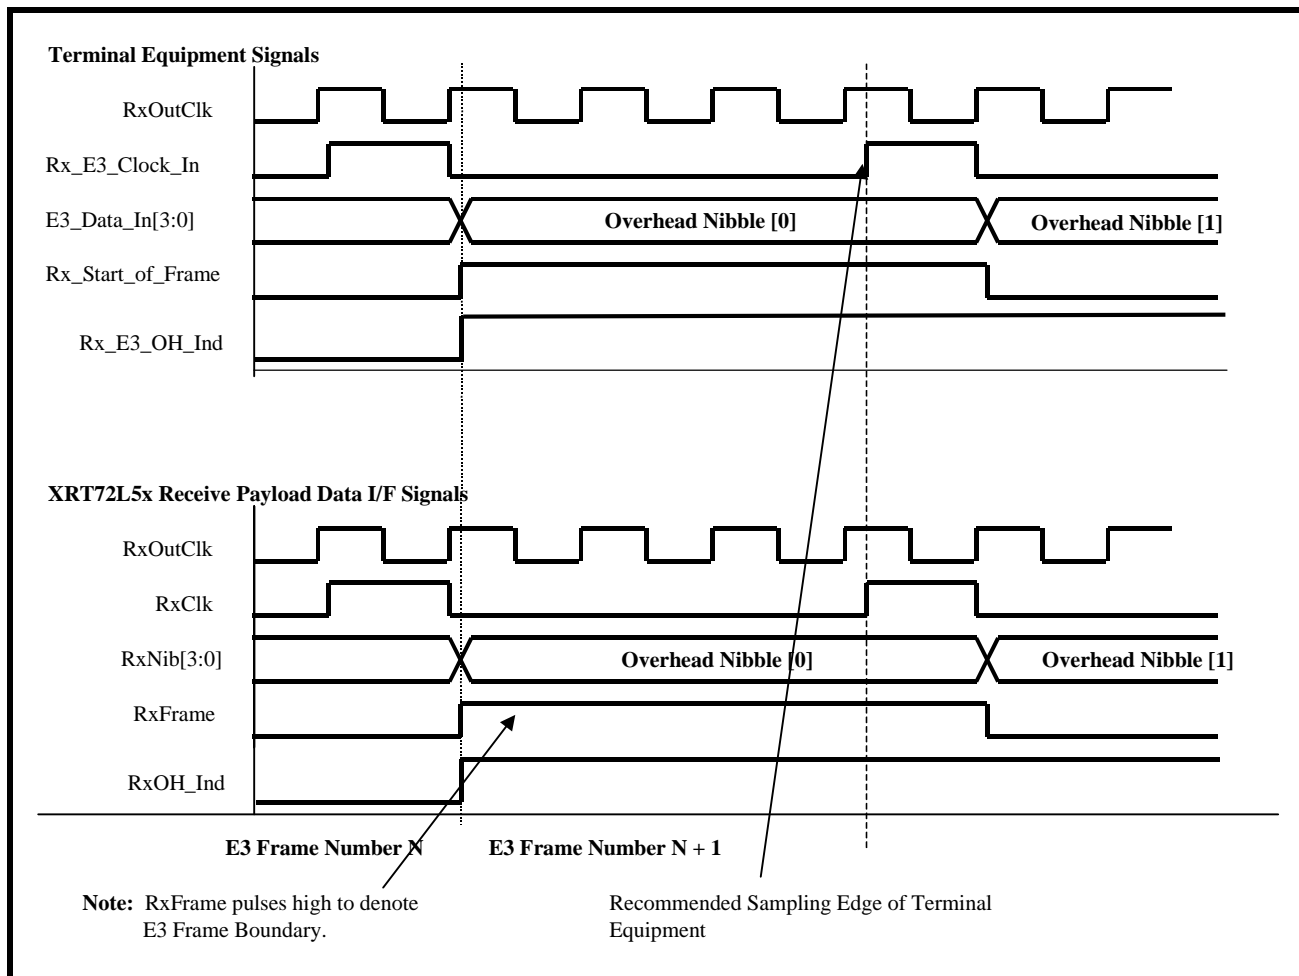 Terminal Equipment Signals
RxOutClk
Rx_E3_Clock_In
E3_Data_In[3:0]
Overhead Nibble [0]
Overhead Nibble [1]
Rx_Start_of_Frame
Rx_E3_OH_Ind
XRT72L5x Receive Payload Data I/F Signals
RxOutClk
RxClk
RxNib[3:0]
Overhead Nibble [0]
Overhead Nibble [1]
RxFrame
RxOH_Ind
E3 Frame Number N
E3 Frame Number N + 1
Note: RxFrame pulses high to denote
E3 Frame Boundary.
Recommended Sampling Edge of Terminal
Equipment